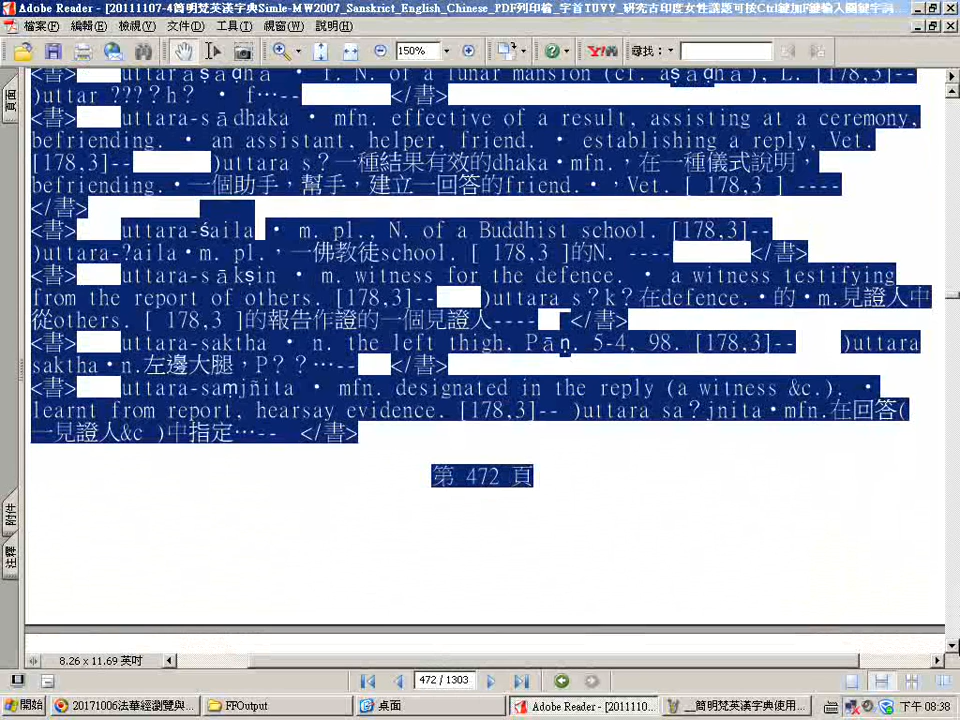 Adobe Reader - [20111107-4簡明梵英漢字典Simle-MW2007_Sanskrict_English_Chinese_PDF列印檔_字首TUVY_研究古印度女性議題可按Ctrl鍵加F鍵輸入關鍵字詞
檔案(F) 編輯(E) 檢視(V) 文件(D) 工具(T) 視窗(W) 說明(H)
150% Y! 尋找:
頁面
<書> uttarāṣāḍhā • f. N. of a lunar mansion (cf. aṣāḍhā), L. [178,3]--
)uttar ????h? • f…-- </書>
<書> uttara-sādhaka • mfn. effective of a result, assisting at a ceremony,
befriending. • an assistant, helper, friend. • establishing a reply, Vet.
[178,3]-- )uttara s?一種結果有效的dhaka•mfn.，在一種儀式說明，
befriending.•一個助手，幫手，建立一回答的friend.•，Vet. [ 178,3 ] ----
</書>
<書> uttara-śaila • m. pl., N. of a Buddhist school. [178,3]--
)uttara-?aila•m. pl.，一佛教徒school. [ 178,3 ]的N. ---- </書>
<書> uttara-sākṣin • m. witness for the defence. • a witness testifying
from the report of others. [178,3]-- )uttara s?k?在defence.•的•m.見證人中
從others. [ 178,3 ]的報告作證的一個見證人---- </書>
<書> uttara-saktha • n. the left thigh, Pāṇ. 5-4, 98. [178,3]-- )uttara
saktha•n.左邊大腿，P??…-- </書>
<書> uttara-saṃjñita • mfn. designated in the reply (a witness &c.). •
learnt from report, hearsay evidence. [178,3]-- )uttara sa?jnita•mfn.在回答(
一見證人&c )中指定…-- </書>
第 472 頁
附件
注釋
8.26 x 11.69 英吋
472 / 1303
開始 20171006法華經瀏覽與... FFOutput 桌面 Adobe Reader - [2011110... __簡明梵英漢字典使用... 下午 08:38